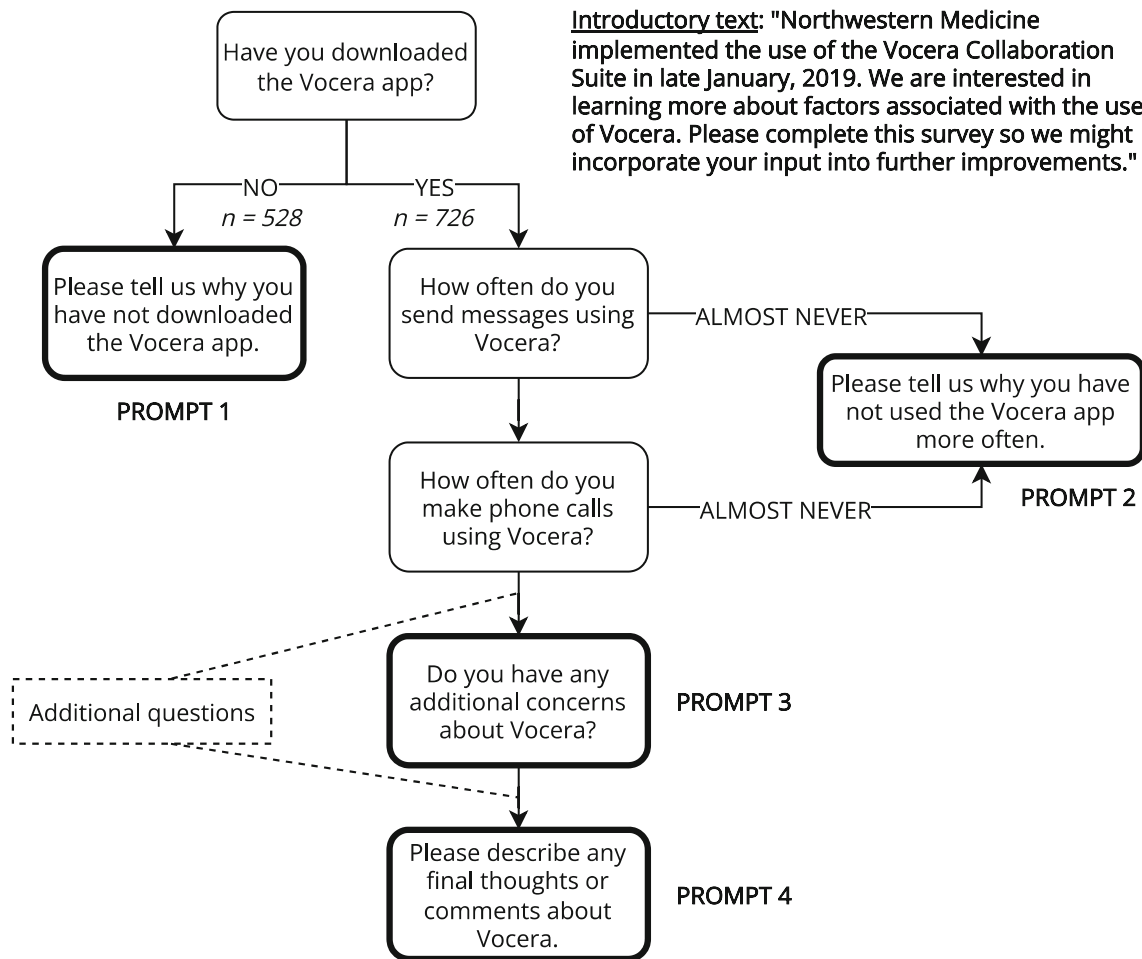 Have you downloaded
the Vocera app?
Introductory text: "Northwestern Medicine
implemented the use of the Vocera Collaboration
Suite in late January, 2019. We are interested in
learning more about factors associated with the use
of Vocera. Please complete this survey so we might
incorporate your input into further improvements."
NO
n = 528
YES
n = 726
Please tell us why you
have not downloaded
the Vocera app.
PROMPT 1
How often do you
send messages using
Vocera?
ALMOST NEVER
Please tell us why you have
not used the Vocera app
more often.
PROMPT 2
How often do you
make phone calls
using Vocera?
ALMOST NEVER
Additional questions
Do you have any
additional concerns
about Vocera?
PROMPT 3
Please describe any
final thoughts or
comments about
Vocera.
PROMPT 4